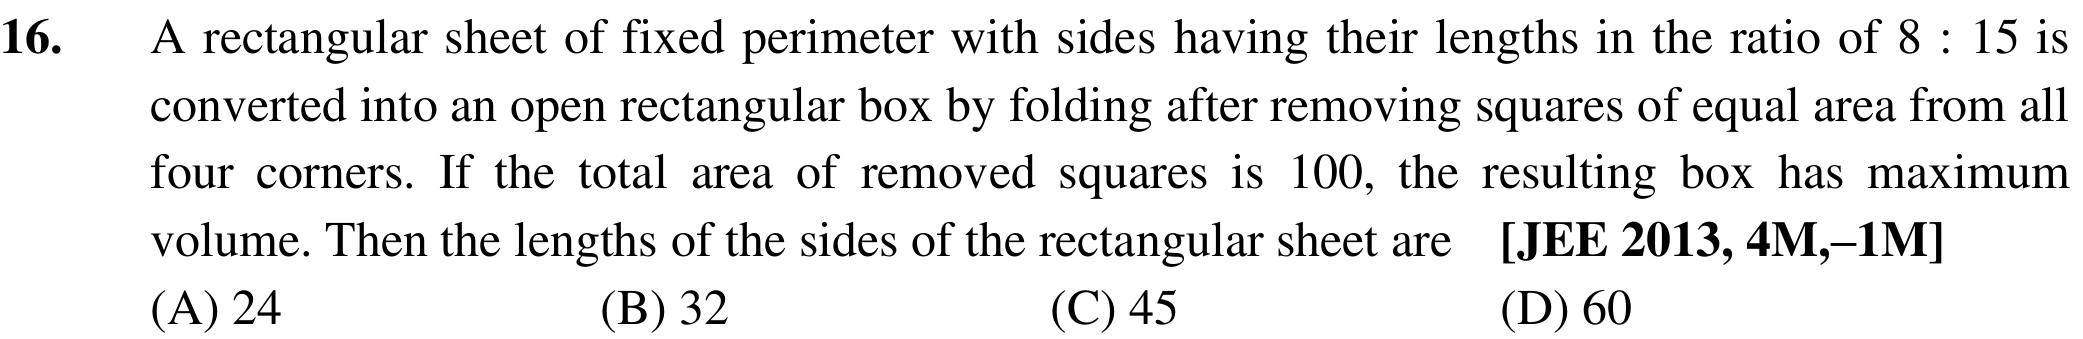 16. A rectangular sheet of fixed perimeter with sides having their lengths in the ratio of 8 : 15 is
converted into an open rectangular box by folding after removing squares of equal area from all
four corners. If the total area of removed squares is 100, the resulting box has maximum
volume. Then the lengths of the sides of the rectangular sheet are [JEE 2013, 4M,–1M]
(A) 24 (B) 32 (C) 45 (D) 60